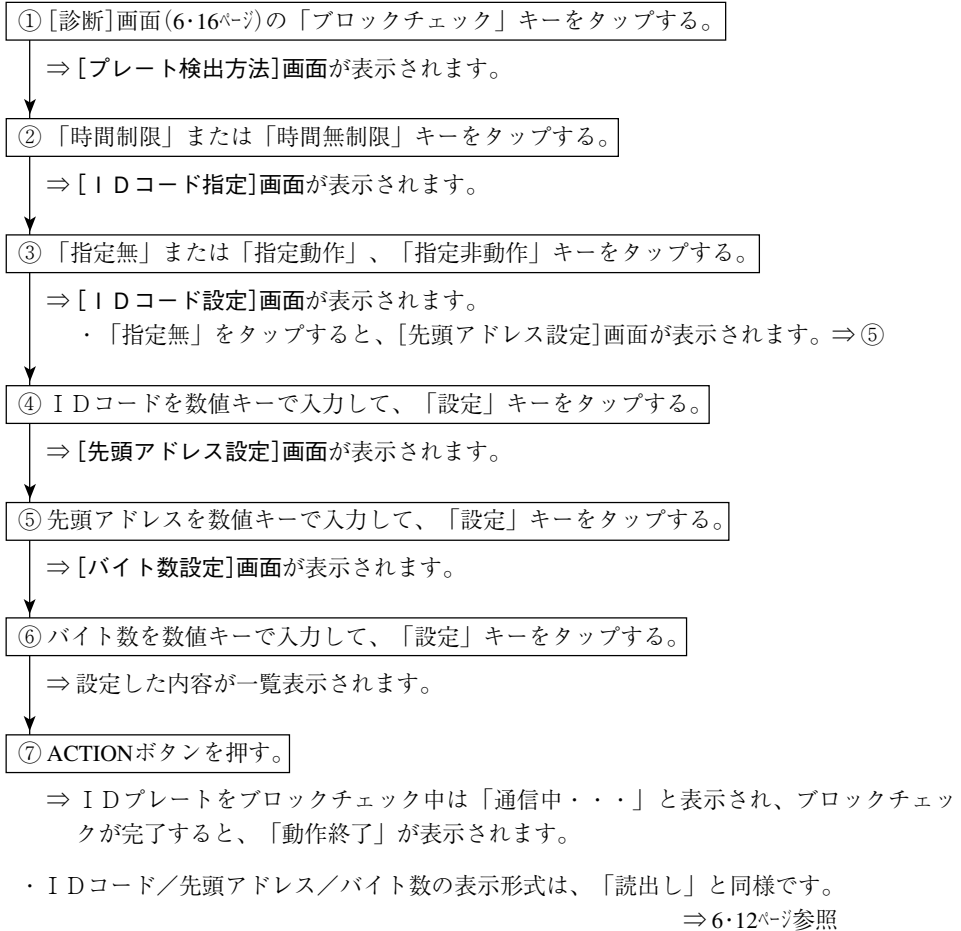 ① [診断]画面(6･16ﾍﾟｰｼﾞ)の「ブロックチェック」キーをタップする。
⇒ [プレート検出方法]画面が表示されます。
② 「時間制限」または「時間無制限」キーをタップする。
⇒ [ＩＤコード指定]画面が表示されます。
③ 「指定無」または「指定動作」、「指定非動作」キーをタップする。
⇒ [ＩＤコード設定]画面が表示されます。
・「指定無」をタップすると、[先頭アドレス設定]画面が表示されます。⇒ ⑤
④ ＩＤコードを数値キーで入力して、「設定」キーをタップする。
⇒ [先頭アドレス設定]画面が表示されます。
⑤ 先頭アドレスを数値キーで入力して、「設定」キーをタップする。
⇒ [バイト数設定]画面が表示されます。
⑥ バイト数を数値キーで入力して、「設定」キーをタップする。
⇒ 設定した内容が一覧表示されます。
⑦ ACTIONボタンを押す。
⇒ ＩＤプレートをブロックチェック中は「通信中・・・」と表示され、ブロックチェッ
クが完了すると、「動作終了」が表示されます。
・ＩＤコード／先頭アドレス／バイト数の表示形式は、「読出し」と同様です。
⇒ 6･12ﾍﾟｰｼﾞ参照